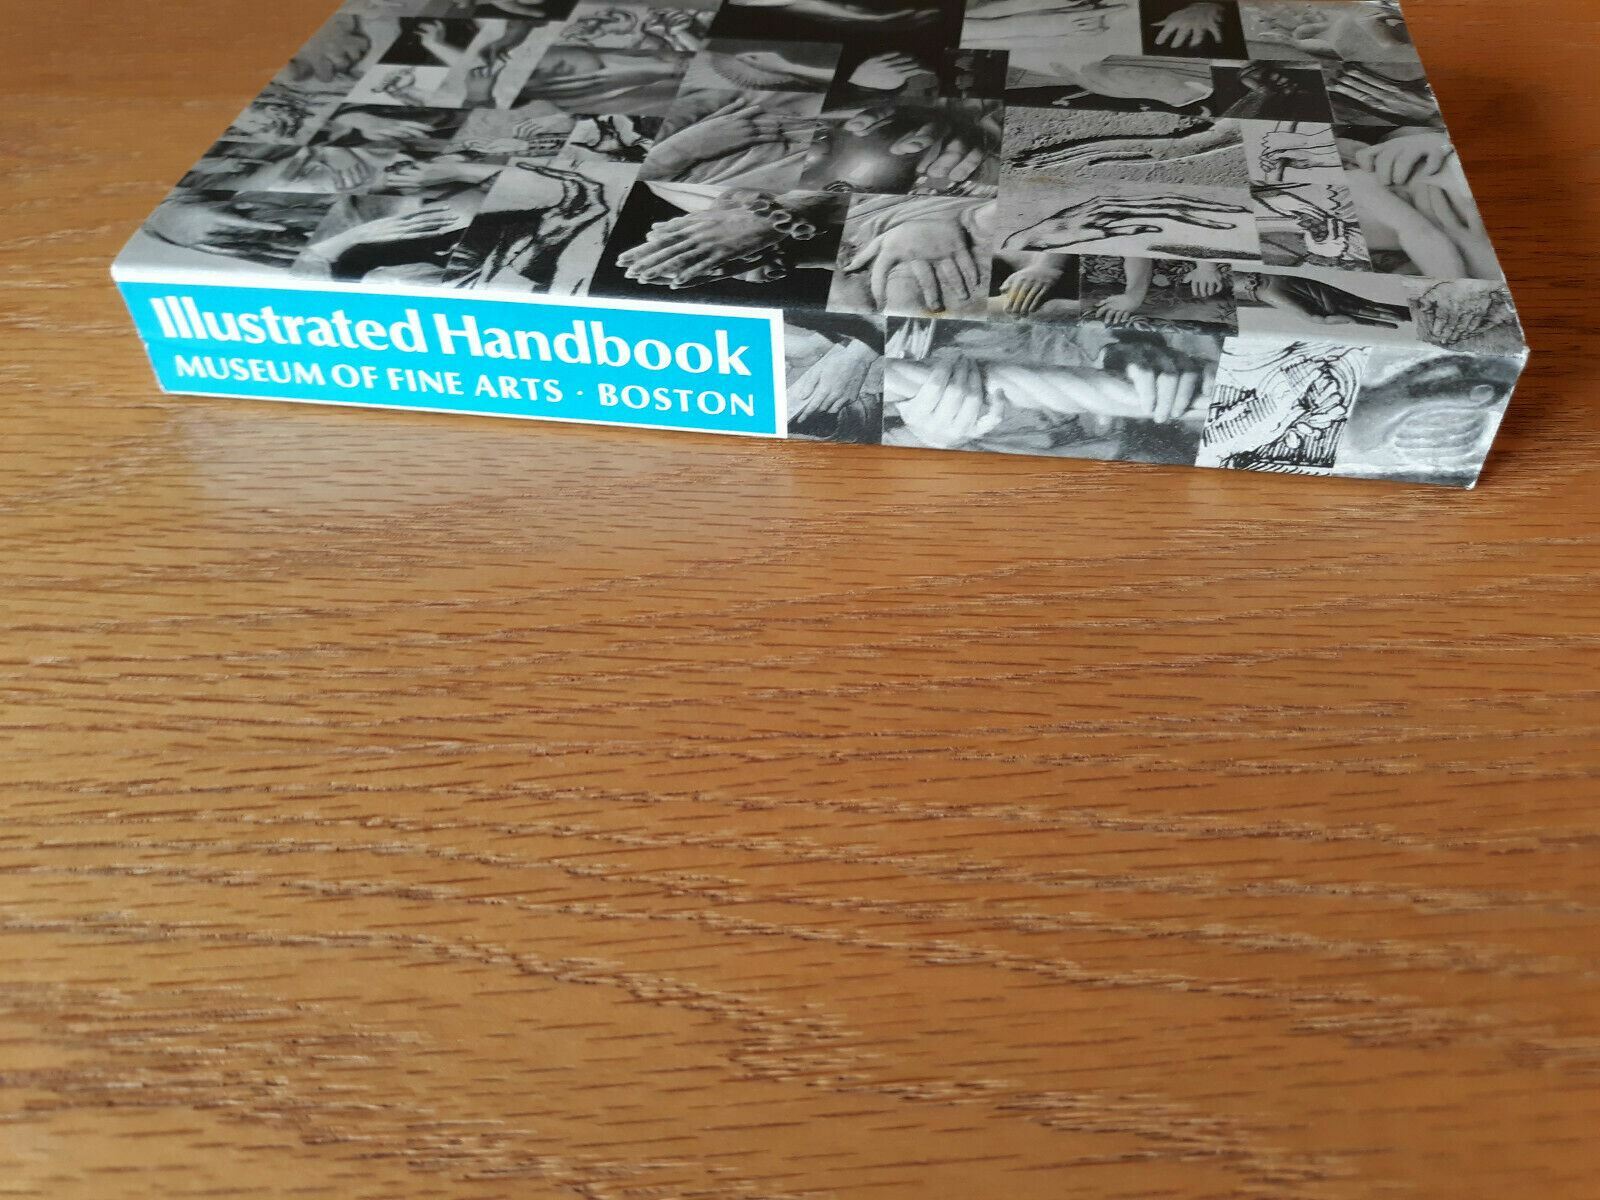 Illustrated Handbook
MUSEUM OF FINE ARTS · BOSTON